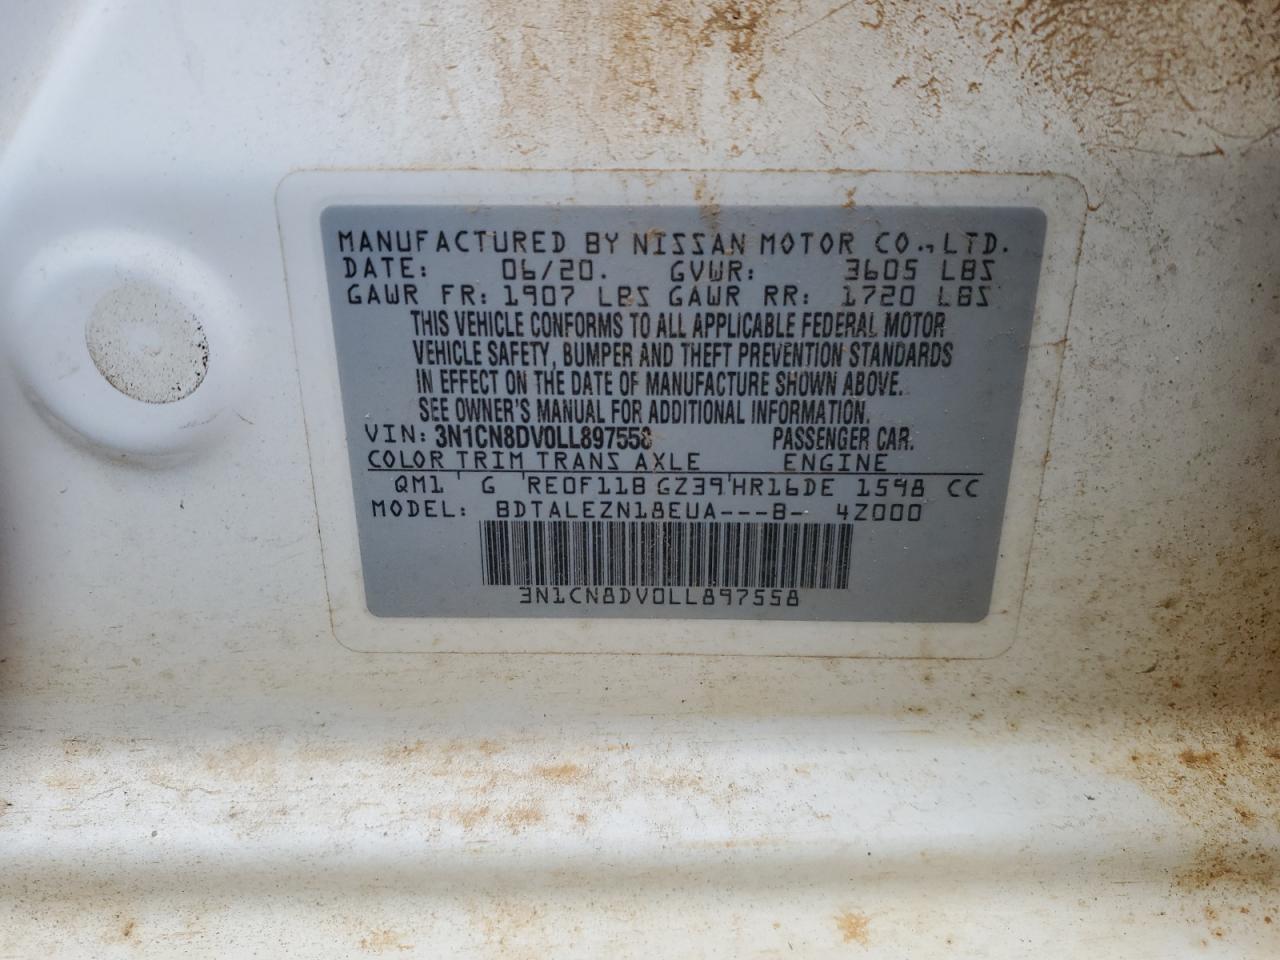 MANUFACTURED BY NISSAN MOTOR CO., LTD.
DATE: 06/20. GVWR: 3605 LBS
GAWR FR: 1907 LBS GAWR RR: 1720 LBS
THIS VEHICLE CONFORMS TO ALL APPLICABLE FEDERAL MOTOR
VEHICLE SAFETY, BUMPER AND THEFT PREVENTION STANDARDS
IN EFFECT ON THE DATE OF MANUFACTURE SHOWN ABOVE.
SEE OWNER'S MANUAL FOR ADDITIONAL INFORMATION.
VIN: 3N1CN8DV0LL897558 PASSENGER CAR.
COLOR TRIM TRANS AXLE ENGINE
QM1 ' G 'RE0F11B GZ39'HR16DE 1598 CC
MODEL: BDTALEZN18EUA---B- 4Z000
3N1CN8DV0LL897558